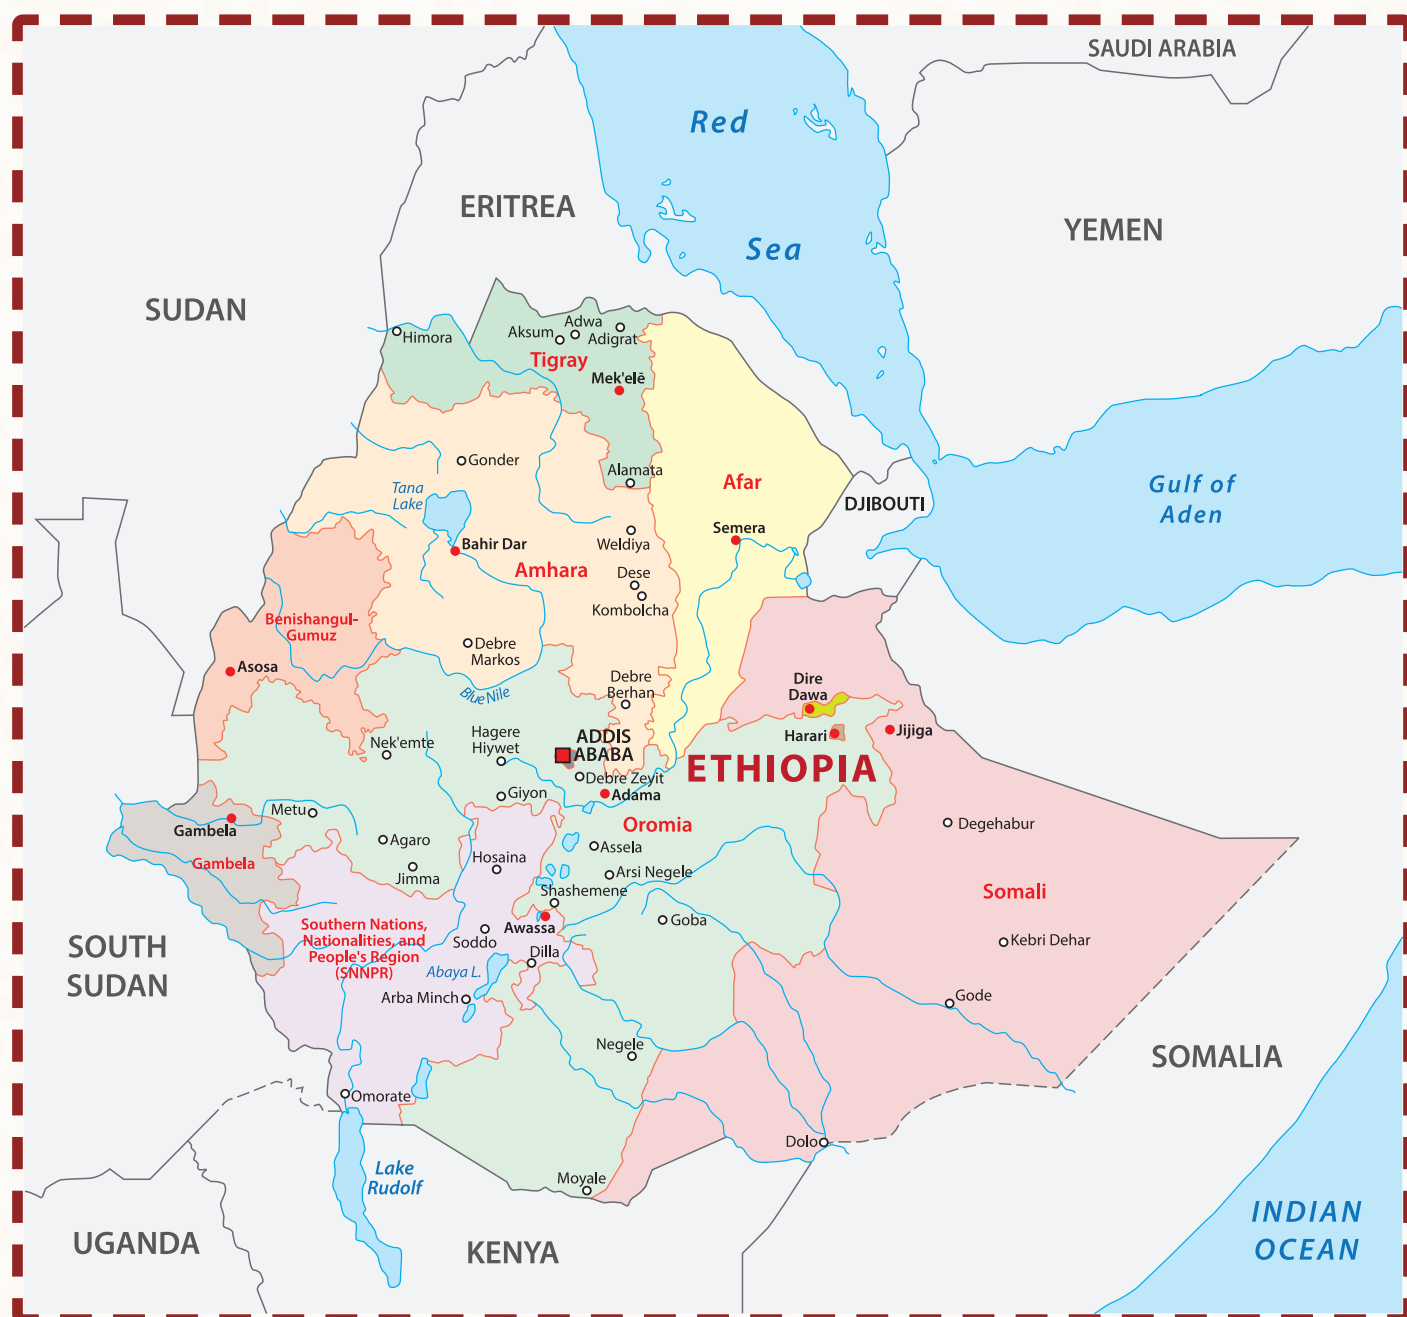 SAUDI ARABIA
Red
Sea
ERITREA
YEMEN
SUDAN
Himora
Aksum
Adwa
Adigrat
Tigray
Mek'elē
Gonder
Alamata
Afar
Tana
Lake
DJIBOUTI
Gulf of
Aden
Semera
Bahir Dar
Weldiya
Amhara
Dese
Kombolcha
Benishangul-
Gumuz
Debre
Markos
Asosa
Blue Nile
Debre
Berhan
Dire
Dawa
Nek'emte
Hagere
Hiywet
ADDIS
ABABA
Harari
Jijiga
ETHIOPIA
Debre Zeyit
Giyon
Adama
Metu
Gambela
Oromia
Degehabur
Agaro
Assela
Gambela
Jimma
Hosaina
Arsi Negele
Shashemene
Somali
Southern Nations,
Nationalities, and
People's Region
(SNNPR)
Awassa
Goba
Soddo
Dilla
Kebri Dehar
SOUTH
SUDAN
Abaya L.
Arba Minch
Gode
Negele
SOMALIA
Omorate
Dolo
Lake
Rudolf
Moyale
UGANDA
KENYA
INDIAN
OCEAN